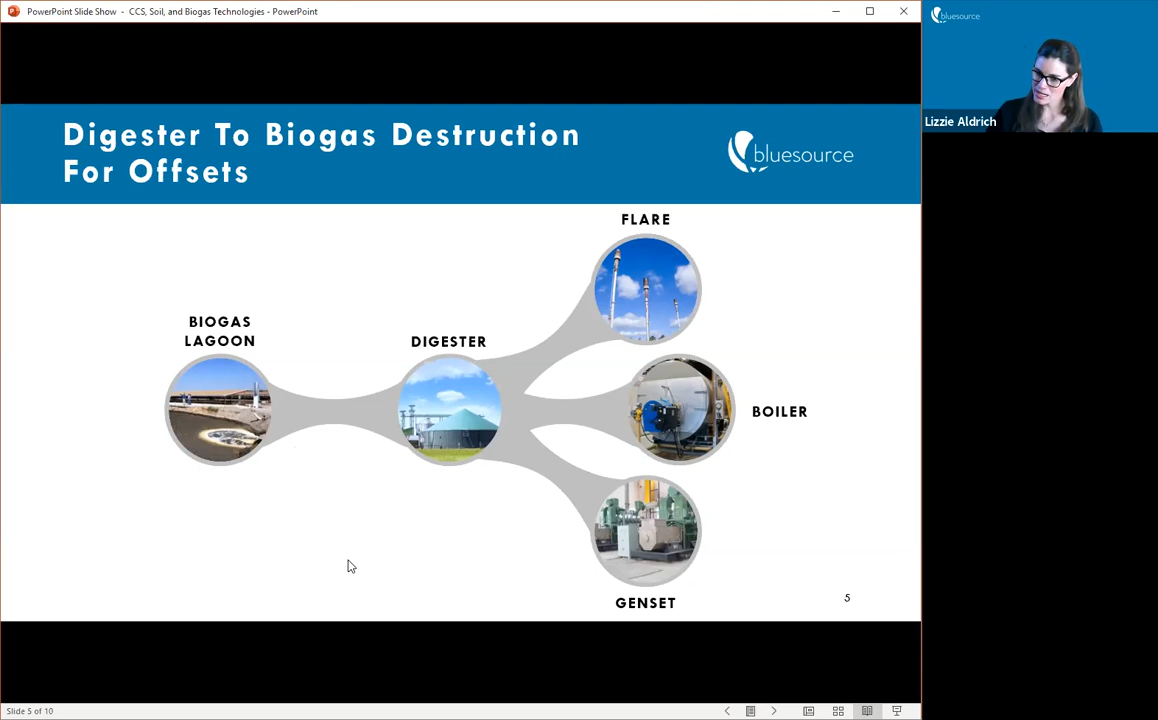 PowerPoint Slide Show - CCS, Soil, and Biogas Technologies - PowerPoint
bluesource
Lizzie Aldrich
Digester To Biogas Destruction
For Offsets
bluesource
FLARE
BIOGAS
LAGOON
DIGESTER
BOILER
GENSET
5
Slide 5 of 10